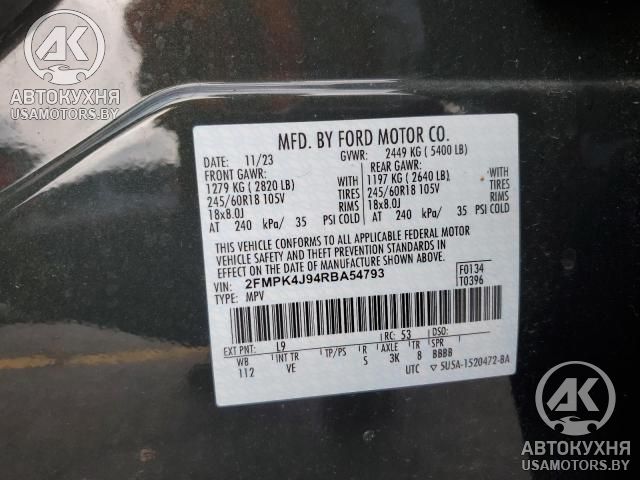 АК
АВТОКУХНЯ
USAMOTORS.BY
MFD. BY FORD MOTOR CO.
DATE: 11/23 GVWR: 2449 KG ( 5400 LB)
FRONT GAWR: REAR GAWR:
1279 KG ( 2820 LB) WITH 1197 KG ( 2640 LB) WITH
245/60R18 105V TIRES 245/60R18 105V TIRES
18x8.0J RIMS 18x8.0J RIMS
AT 240 kPa/ 35 PSI COLD AT 240 kPa/ 35 PSI COLD
THIS VEHICLE CONFORMS TO ALL APPLICABLE FEDERAL MOTOR
VEHICLE SAFETY AND THEFT PREVENTION STANDARDS IN EFFECT
ON THE DATE OF MANUFACTURE SHOWN ABOVE.
VIN: 2FMPK4J94RBA54793 F0134
TYPE: MPV T0396
EXT PNT: L9 RC: 53 DSO:
WB INT TR TP/PS R AXLE TR SPR
112 VE S 3K 8 BBBB
UTC ▽ 5U5A-1520472-BA
АК
АВТОКУХНЯ
USAMOTORS.BY